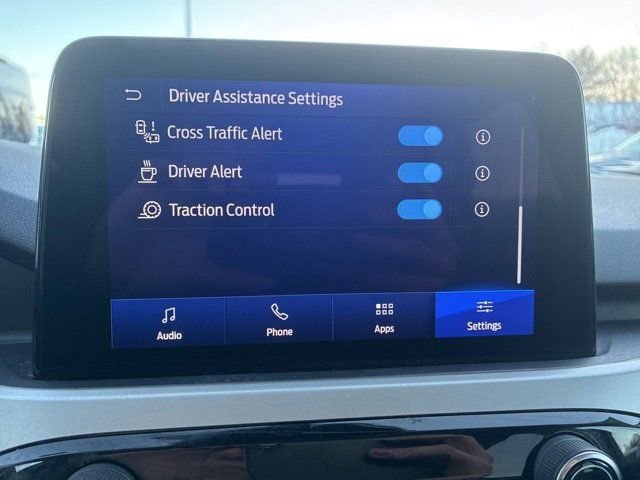 Driver Assistance Settings
Cross Traffic Alert
Driver Alert
Traction Control
Audio
Phone
Apps
Settings